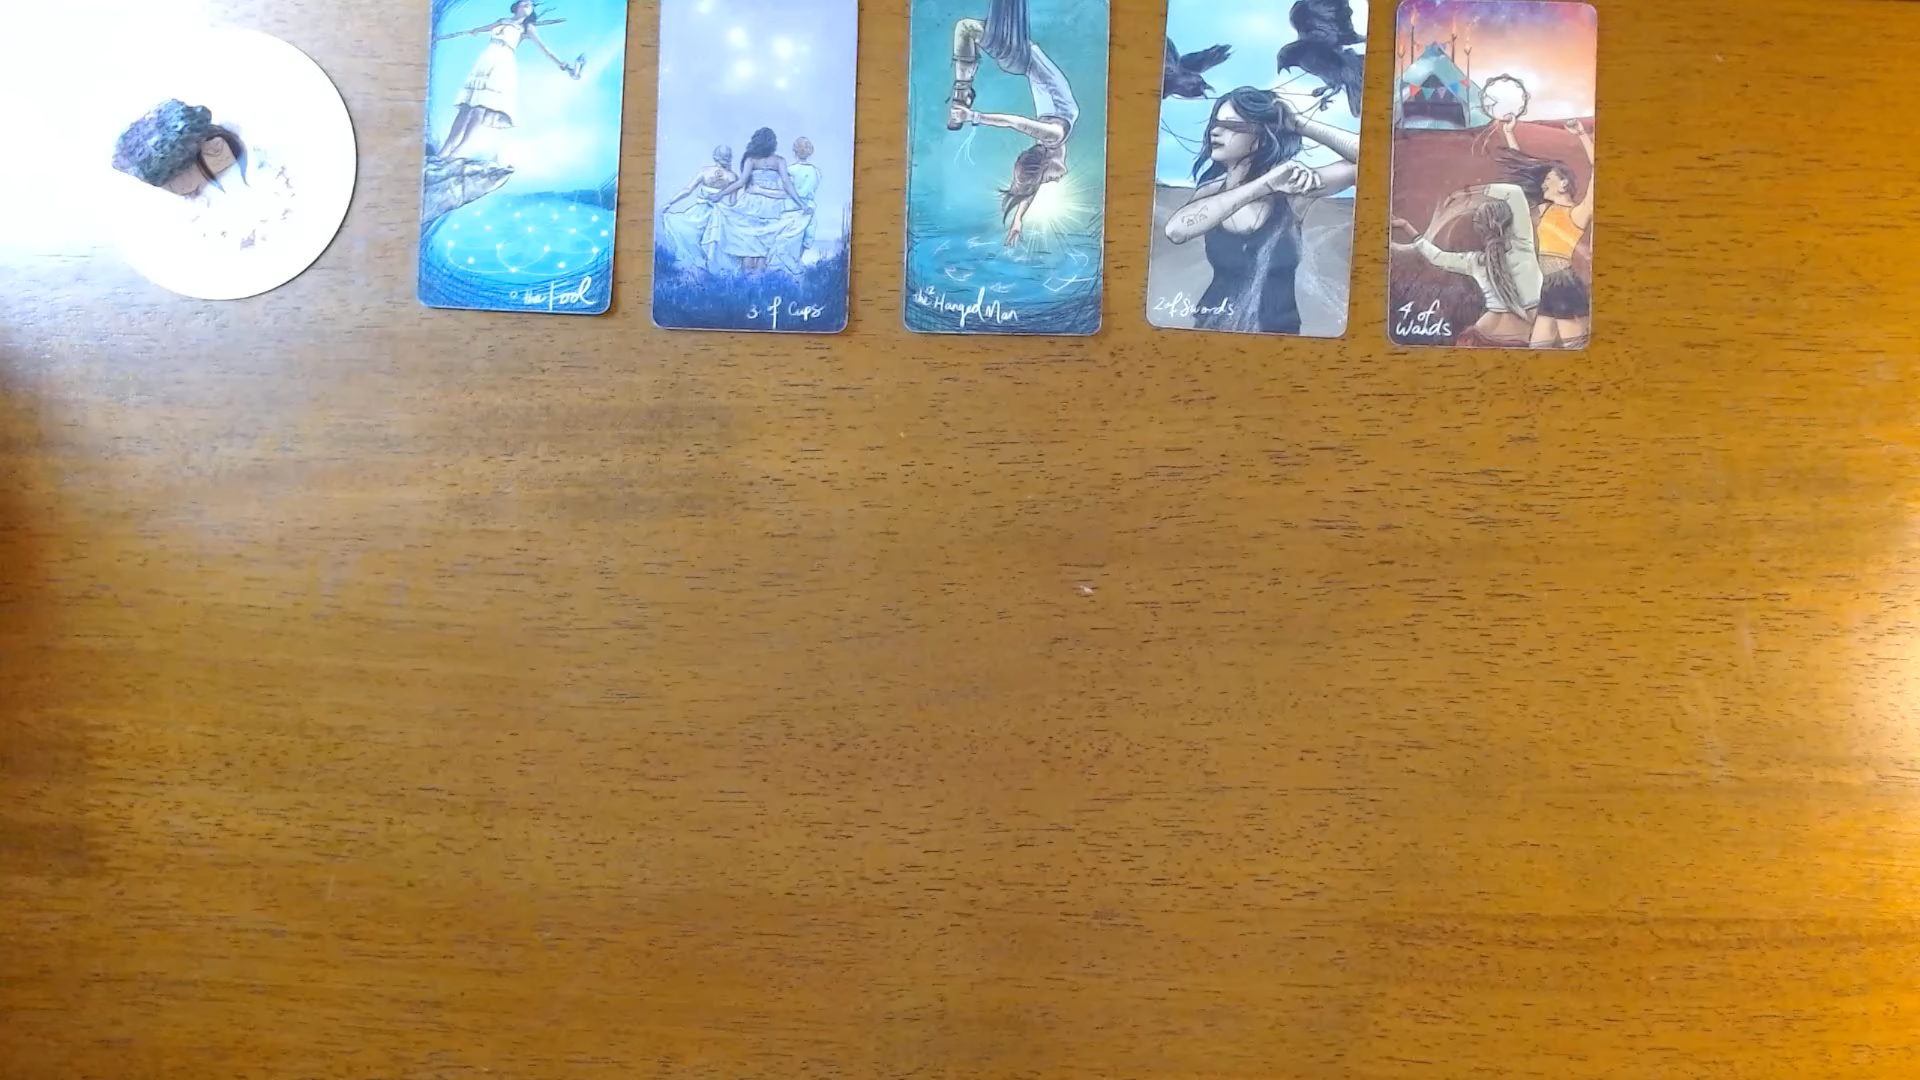 0 the Fool
3 of Cups
12
the Hanged Man
2 of Swords
4 of
Wands